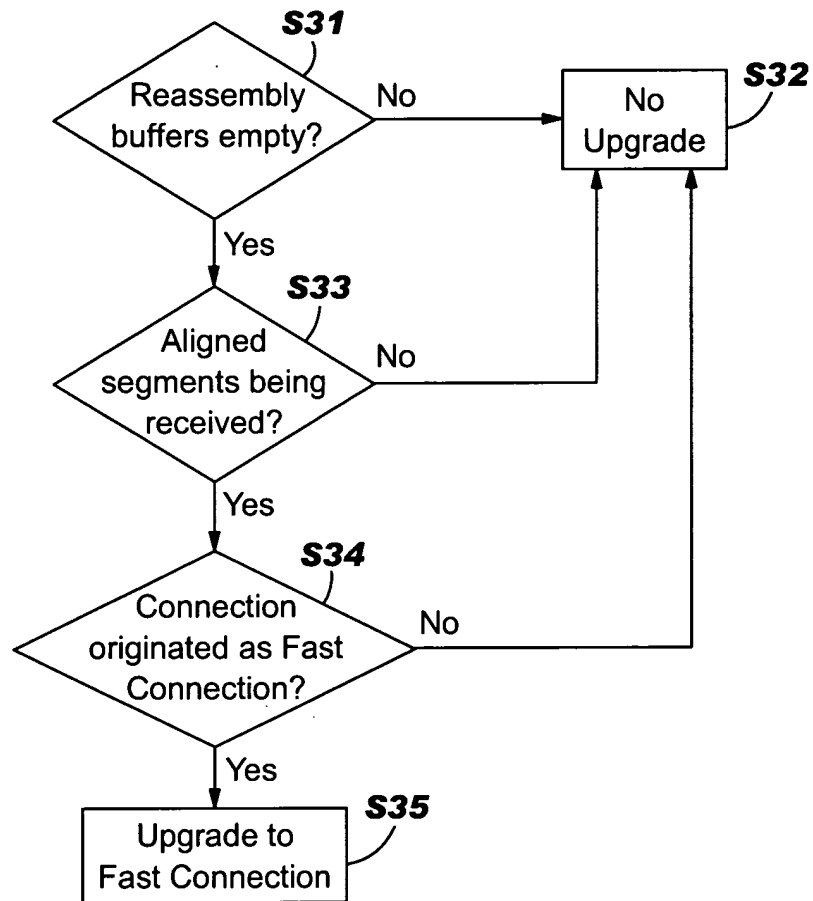 S31
Reassembly
buffers empty?
No
No
Upgrade
S32
Yes
S33
Aligned
segments being
received?
No
Yes
S34
Connection
originated as Fast
Connection?
No
Yes
S35
Upgrade to
Fast Connection